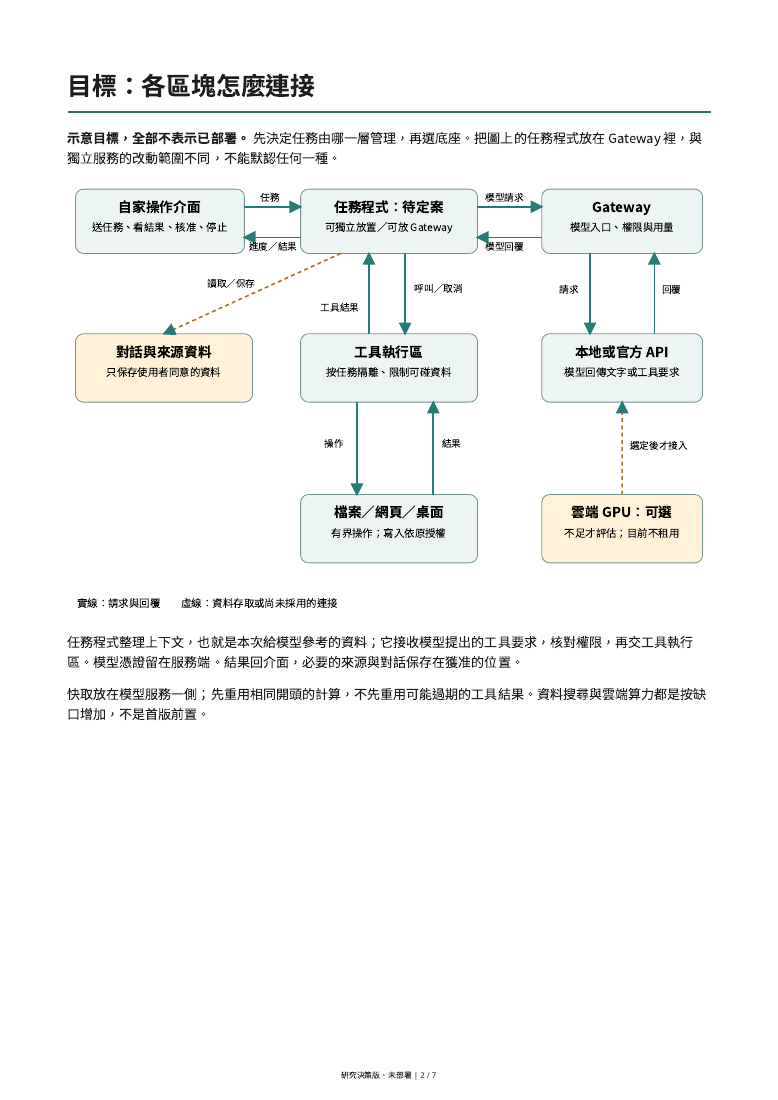 目標：各區塊怎麼連接
示意目標，全部不表示已部署。先決定任務由哪一層管理，再選底座。把圖上的任務程式放在 Gateway 裡，與
獨立服務的改動範圍不同，不能默認任何一種。
自家操作介面
送任務、看結果、核准、停止
任務
進度／結果
任務程式：待定案
可獨立放置／可放 Gateway
模型請求
模型回覆
Gateway
模型入口、權限與用量
讀取／保存
工具結果
呼叫／取消
請求
回覆
對話與來源資料
只保存使用者同意的資料
工具執行區
按任務隔離、限制可碰資料
本地或官方 API
模型回傳文字或工具要求
操作
結果
選定後才接入
檔案／網頁／桌面
有界操作；寫入依原授權
雲端 GPU：可選
不足才評估；目前不租用
實線：請求與回覆　虛線：資料存取或尚未採用的連接
任務程式整理上下文，也就是本次給模型參考的資料；它接收模型提出的工具要求，核對權限，再交工具執行
區。模型憑證留在服務端。結果回介面，必要的來源與對話保存在獲准的位置。
快取放在模型服務一側；先重用相同開頭的計算，不先重用可能過期的工具結果。資料搜尋與雲端算力都是按缺
口增加，不是首版前置。
研究決策版・未部署 | 2 / 7